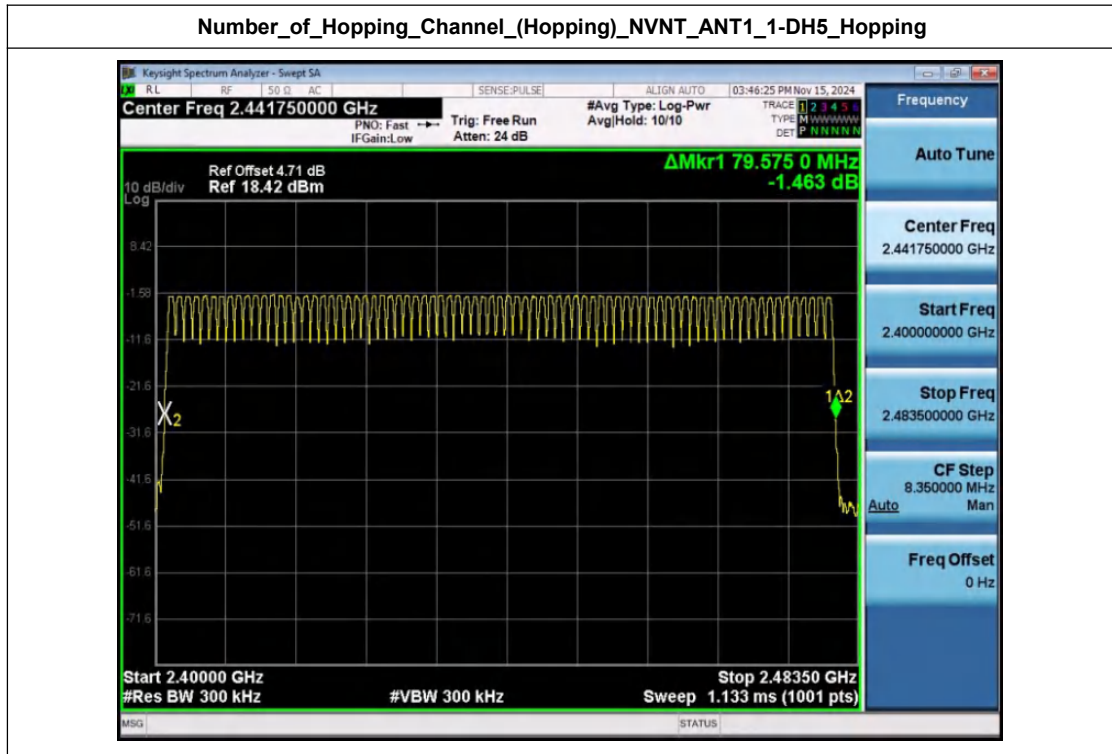 Number_of_Hopping_Channel_(Hopping)_NVNT_ANT1_1-DH5_Hopping
Keysight Spectrum Analyzer - Swept SA
RL RF 50 Ω AC SENSE:PULSE ALIGN AUTO 03:46:25 PM Nov 15, 2024
Center Freq 2.441750000 GHz
PNO: Fast
IFGain:Low
Trig: Free Run
Atten: 24 dB
#Avg Type: Log-Pwr
Avg|Hold: 10/10
TRACE 1 2 3 4 5 6
TYPE M WWWWW
DET P N N N N N
ΔMkr1 79.575 0 MHz
-1.463 dB
Ref Offset 4.71 dB
10 dB/div Ref 18.42 dBm
Log
8.42
-1.58
-11.6
-21.6
-31.6
-41.6
-51.6
-61.6
-71.6
1Δ2
X2
Start 2.40000 GHz Stop 2.48350 GHz
#Res BW 300 kHz #VBW 300 kHz Sweep 1.133 ms (1001 pts)
MSG STATUS
Frequency
Auto Tune
Center Freq
2.441750000 GHz
Start Freq
2.400000000 GHz
Stop Freq
2.483500000 GHz
CF Step
8.350000 MHz
Auto Man
Freq Offset
0 Hz